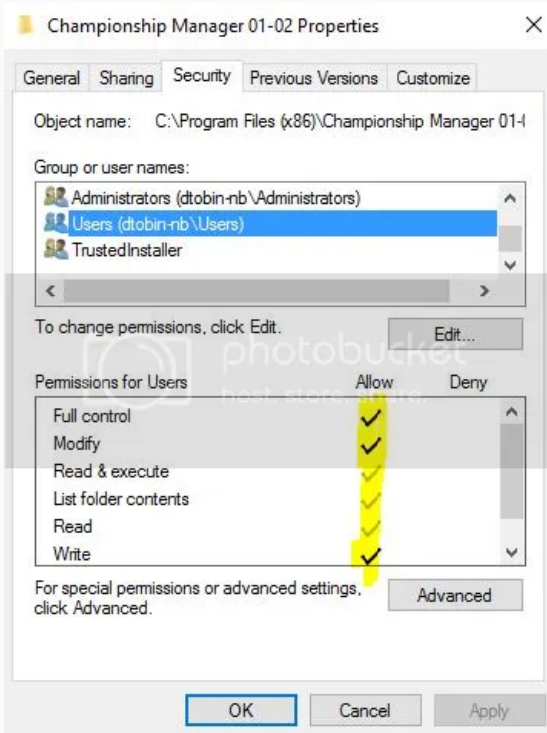 Championship Manager 01-02 Properties
General Sharing Security Previous Versions Customize
Object name: C:\Program Files (x86)\Championship Manager 01-
Group or user names:
Administrators (dtobin-nb\Administrators)
Users (dtobin-nb\Users)
TrustedInstaller
To change permissions, click Edit.
Edit...
photobucket
host. store. share.
Permissions for Users Allow Deny
Full control
Modify
Read & execute
List folder contents
Read
Write
For special permissions or advanced settings,
click Advanced.
Advanced
OK Cancel Apply